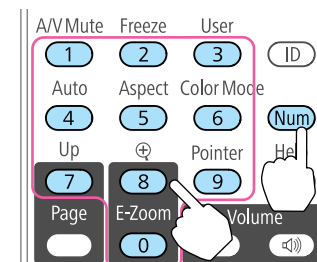 A/V Mute Freeze User
1 2 3 ID
Auto Aspect Color Mode
4 5 6 Num
Up Pointer
7 8 9
Page E-Zoom Volume
0